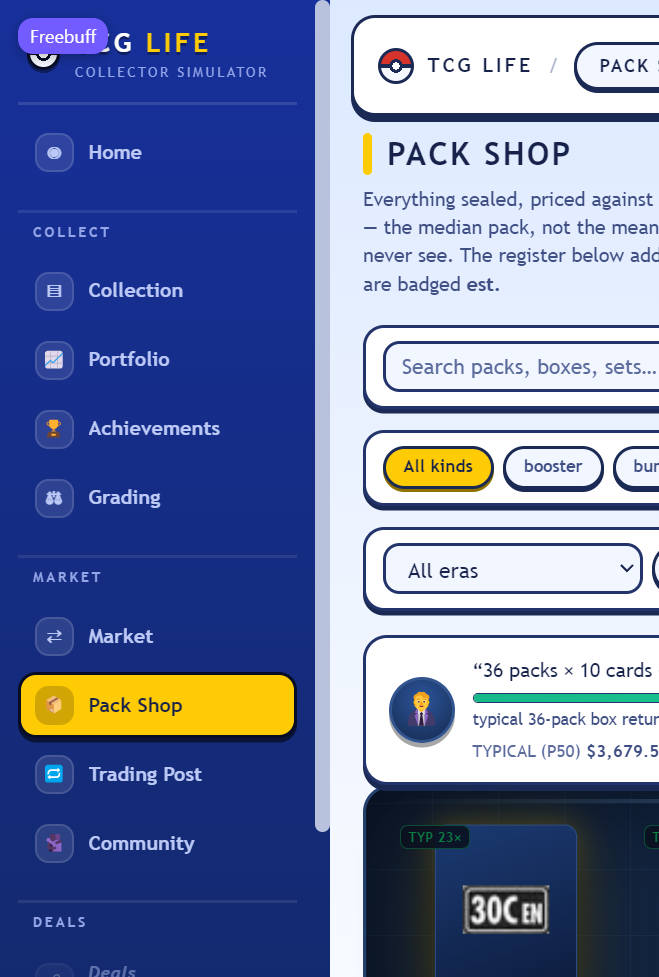 Freebuff
TCG LIFE
COLLECTOR SIMULATOR
Home
COLLECT
Collection
Portfolio
Achievements
Grading
MARKET
Market
Pack Shop
Trading Post
Community
DEALS
Deals
TCG LIFE / PACK
PACK SHOP
Everything sealed, priced against
— the median pack, not the mean
never see. The register below add
are badged est.
Search packs, boxes, sets...
All kinds
booster
All eras
“36 packs × 10 cards
typical 36-pack box retur
TYPICAL (P50) $3,679.5
TYP 23×
30C EN